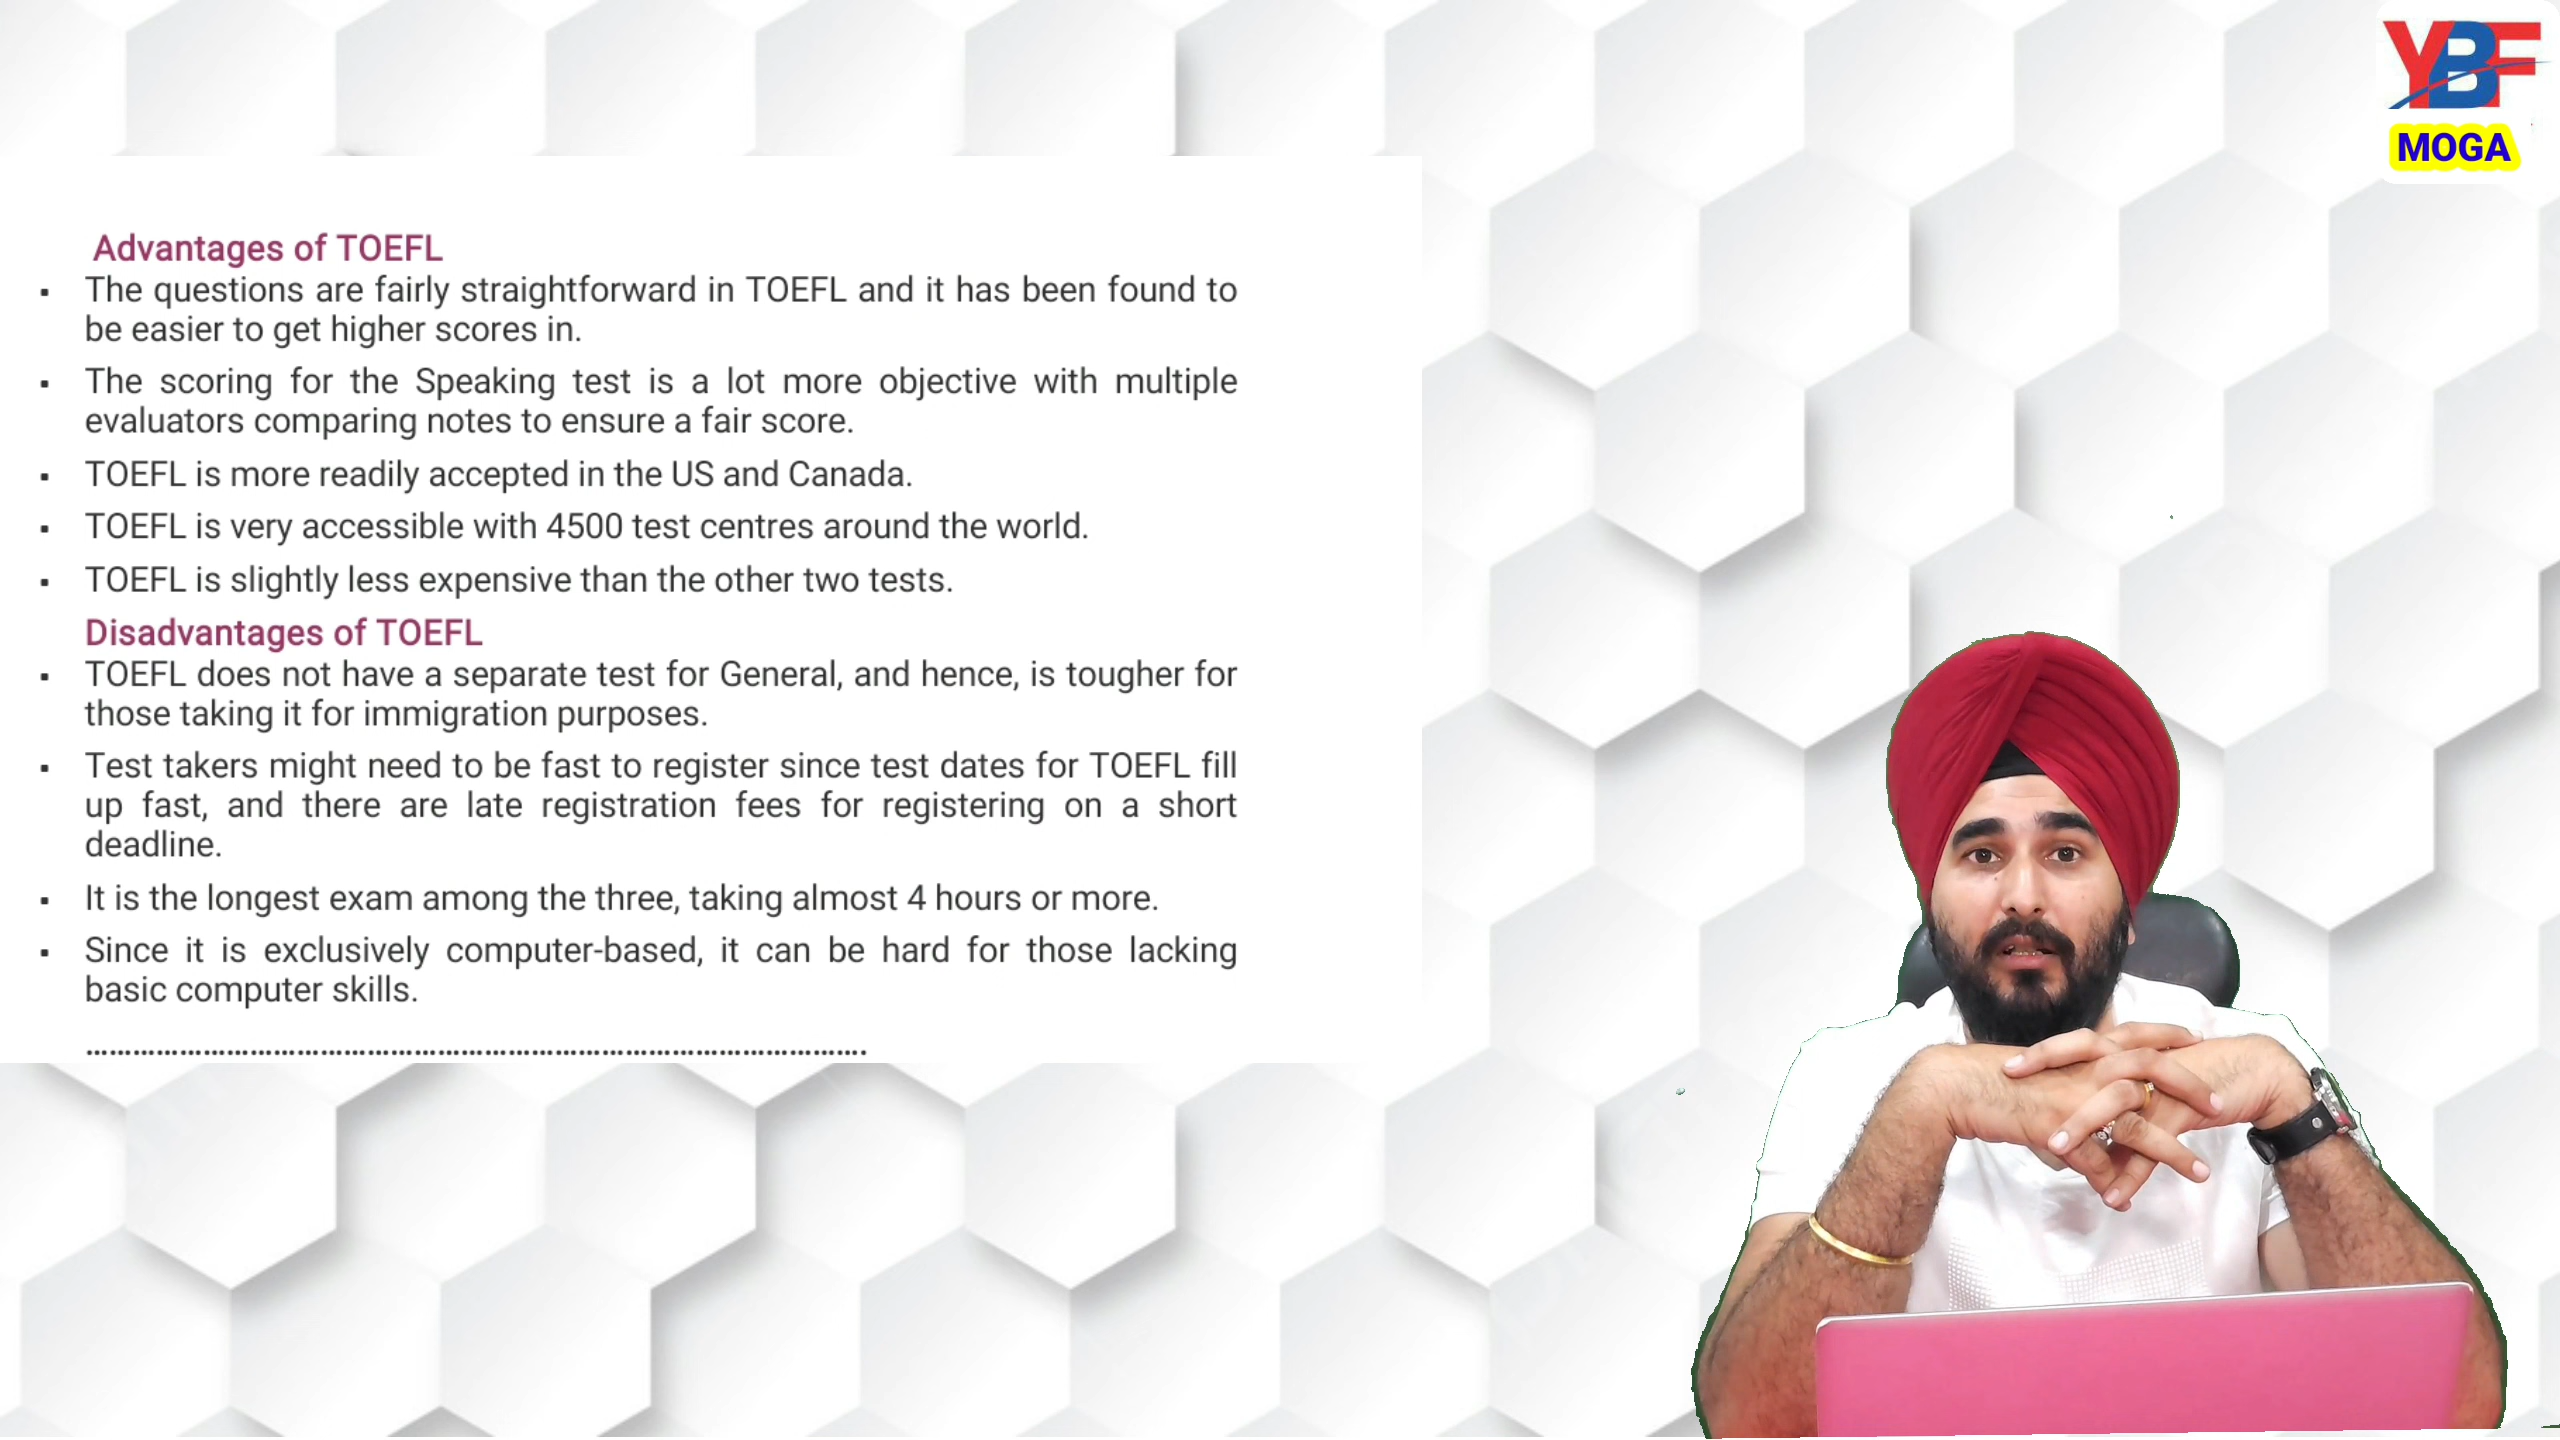 YBF
MOGA
Advantages of TOEFL
▪ The questions are fairly straightforward in TOEFL and it has been found to
be easier to get higher scores in.
▪ The scoring for the Speaking test is a lot more objective with multiple
evaluators comparing notes to ensure a fair score.
▪ TOEFL is more readily accepted in the US and Canada.
▪ TOEFL is very accessible with 4500 test centres around the world.
▪ TOEFL is slightly less expensive than the other two tests.
Disadvantages of TOEFL
▪ TOEFL does not have a separate test for General, and hence, is tougher for
those taking it for immigration purposes.
▪ Test takers might need to be fast to register since test dates for TOEFL fill
up fast, and there are late registration fees for registering on a short
deadline.
▪ It is the longest exam among the three, taking almost 4 hours or more.
▪ Since it is exclusively computer-based, it can be hard for those lacking
basic computer skills.
……………………………………………………………………………………….